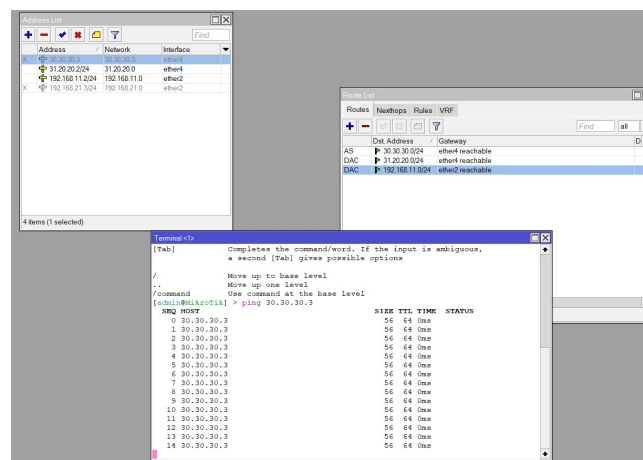 Address List
Find
Address Network Interface
X 30.30.30.3 30.30.30.3 ether4
31.20.20.2/24 31.20.20.0 ether4
192.168.11.2/24 192.168.11.0 ether2
X 192.168.21.3/24 192.168.21.0 ether2
4 items (1 selected)
Route List
Routes Nexthops Rules VRF
Find all
Dst. Address Gateway D
AS 30.30.30.0/24 ether4 reachable
DAC 31.20.20.0/24 ether4 reachable
DAC 192.168.11.0/24 ether2 reachable
Terminal <1>
[Tab] Completes the command/word. If the input is ambiguous,
a second [Tab] gives possible options
/ Move up to base level
.. Move up one level
/command Use command at the base level
[admin@MikroTik] > ping 30.30.30.3
SEQ HOST SIZE TTL TIME STATUS
0 30.30.30.3 56 64 0ms
1 30.30.30.3 56 64 0ms
2 30.30.30.3 56 64 0ms
3 30.30.30.3 56 64 0ms
4 30.30.30.3 56 64 0ms
5 30.30.30.3 56 64 0ms
6 30.30.30.3 56 64 0ms
7 30.30.30.3 56 64 0ms
8 30.30.30.3 56 64 0ms
9 30.30.30.3 56 64 0ms
10 30.30.30.3 56 64 0ms
11 30.30.30.3 56 64 0ms
12 30.30.30.3 56 64 0ms
13 30.30.30.3 56 64 0ms
14 30.30.30.3 56 64 0ms